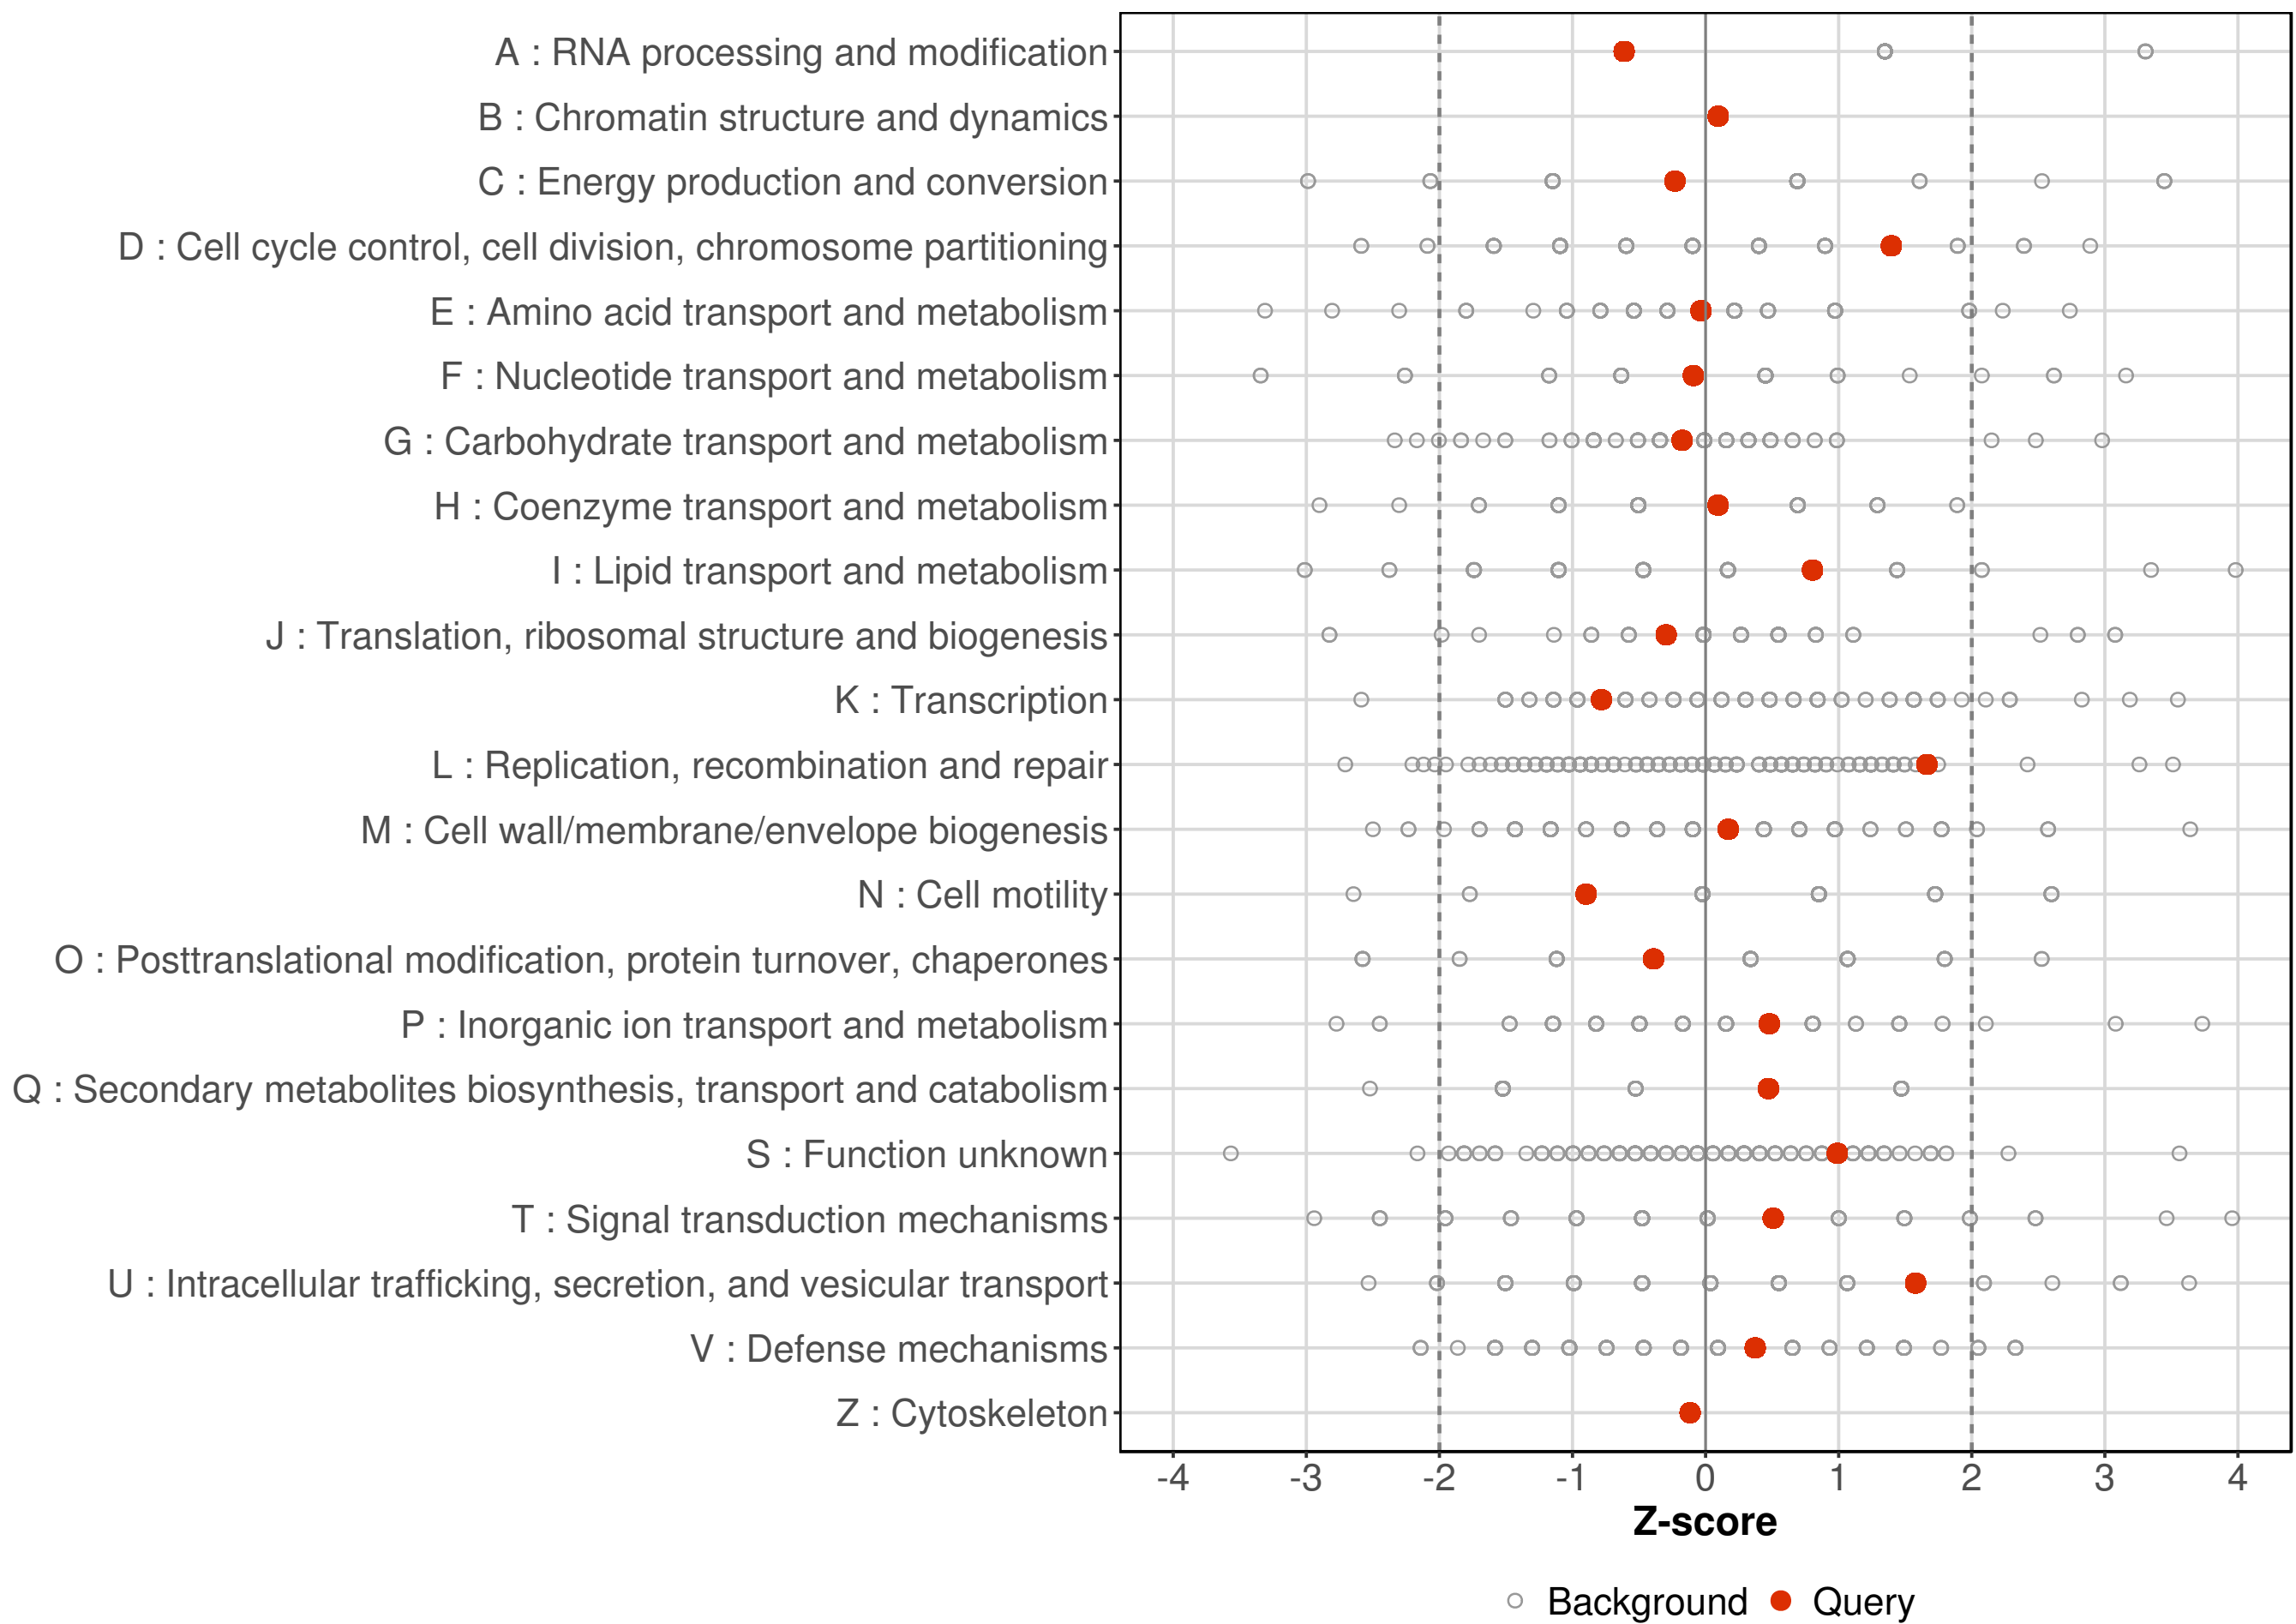 A : RNA processing and modification
B : Chromatin structure and dynamics
C : Energy production and conversion
D : Cell cycle control, cell division, chromosome partitioning
E : Amino acid transport and metabolism
F : Nucleotide transport and metabolism
G : Carbohydrate transport and metabolism
H : Coenzyme transport and metabolism
I : Lipid transport and metabolism
J : Translation, ribosomal structure and biogenesis
K : Transcription
L : Replication, recombination and repair
M : Cell wall/membrane/envelope biogenesis
N : Cell motility
O : Posttranslational modification, protein turnover, chaperones
P : Inorganic ion transport and metabolism
Q : Secondary metabolites biosynthesis, transport and catabolism
S : Function unknown
T : Signal transduction mechanisms
U : Intracellular trafficking, secretion, and vesicular transport
V : Defense mechanisms
Z : Cytoskeleton
-4 -3 -2 -1 0 1 2 3 4
Z-score
Background Query